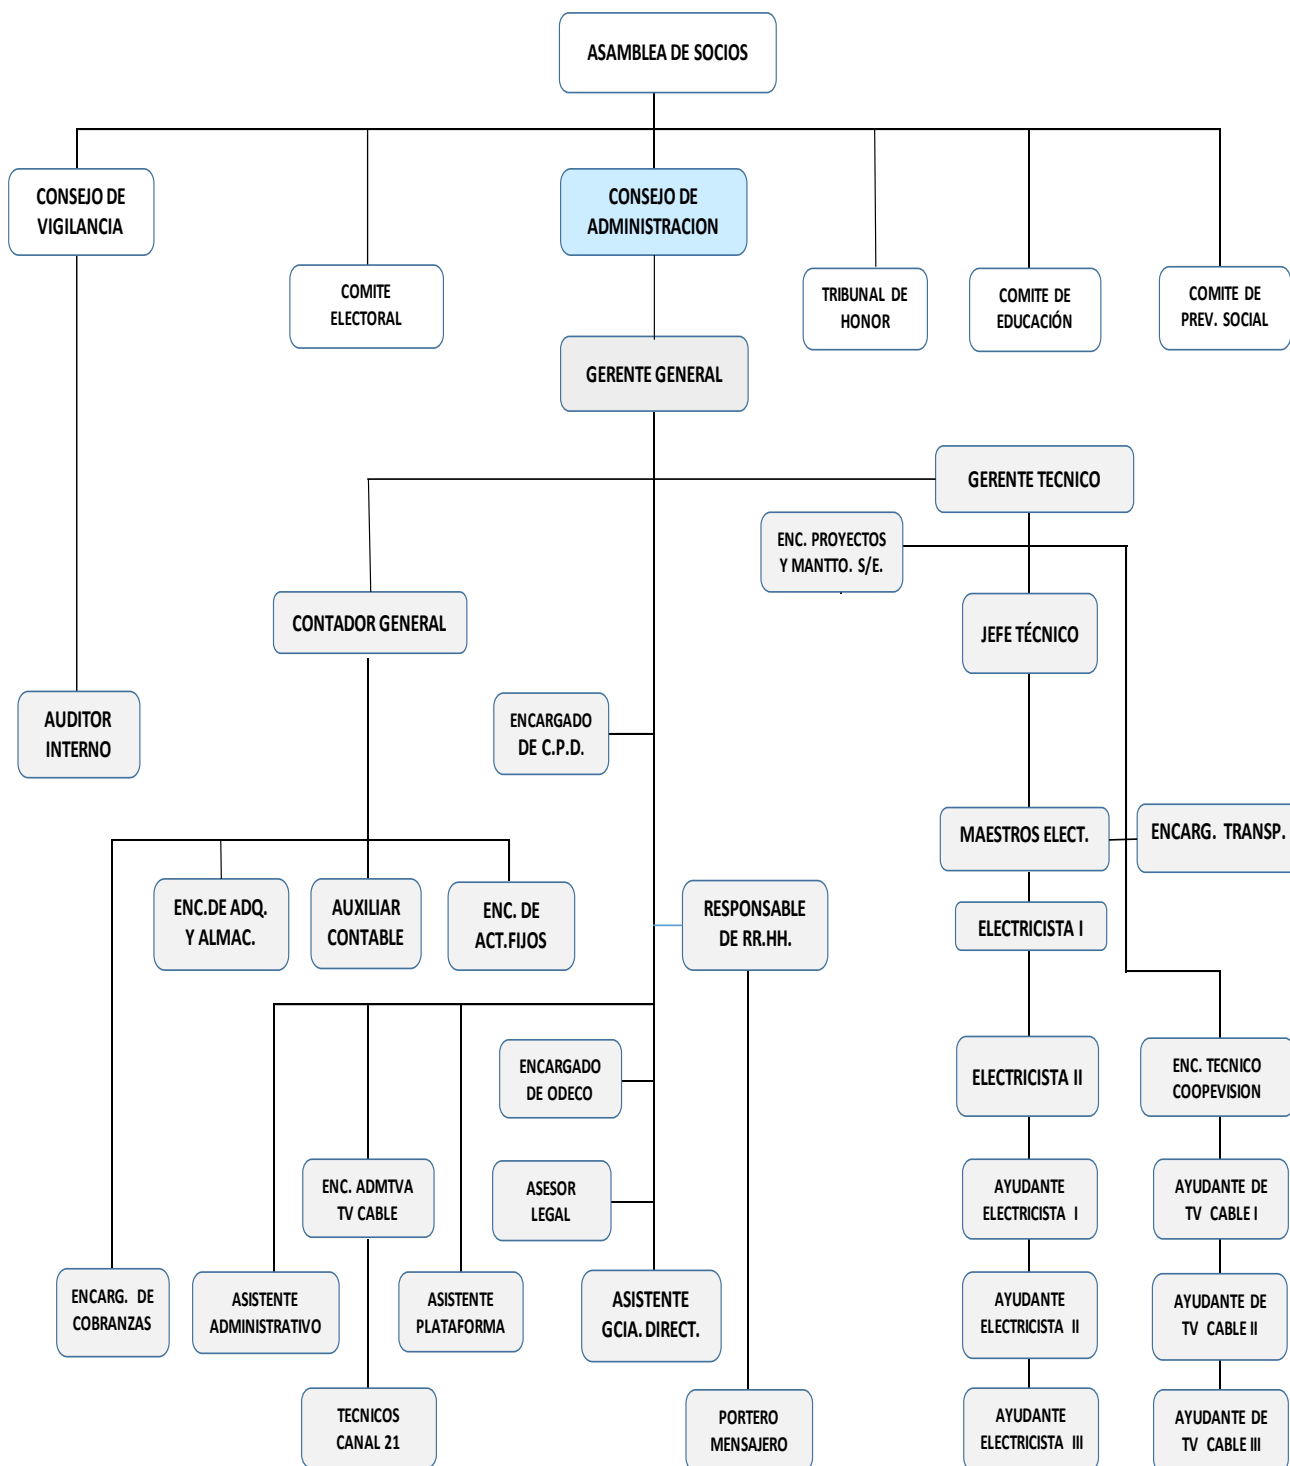 ASAMBLEA DE SOCIOS
CONSEJO DE
VIGILANCIA
CONSEJO DE
ADMINISTRACION
COMITE
ELECTORAL
TRIBUNAL DE
HONOR
COMITE DE
EDUCACIÓN
COMITE DE
PREV. SOCIAL
GERENTE GENERAL
GERENTE TECNICO
ENC. PROYECTOS
Y MANTTO. S/E.
CONTADOR GENERAL
JEFE TÉCNICO
AUDITOR
INTERNO
ENCARGADO
DE C.P.D.
MAESTROS ELECT.
ENCARG. TRANSP.
ENC.DE ADQ.
Y ALMAC.
AUXILIAR
CONTABLE
ENC. DE
ACT.FIJOS
RESPONSABLE
DE RR.HH.
ELECTRICISTA I
ENCARGADO
DE ODECO
ELECTRICISTA II
ENC. TECNICO
COOPEVISION
ENC. ADMTVA
TV CABLE
ASESOR
LEGAL
AYUDANTE
ELECTRICISTA I
AYUDANTE DE
TV CABLE I
ENCARG. DE
COBRANZAS
ASISTENTE
ADMINISTRATIVO
ASISTENTE
PLATAFORMA
ASISTENTE
GCIA. DIRECT.
AYUDANTE
ELECTRICISTA II
AYUDANTE DE
TV CABLE II
TECNICOS
CANAL 21
PORTERO
MENSAJERO
AYUDANTE
ELECTRICISTA III
AYUDANTE DE
TV CABLE III